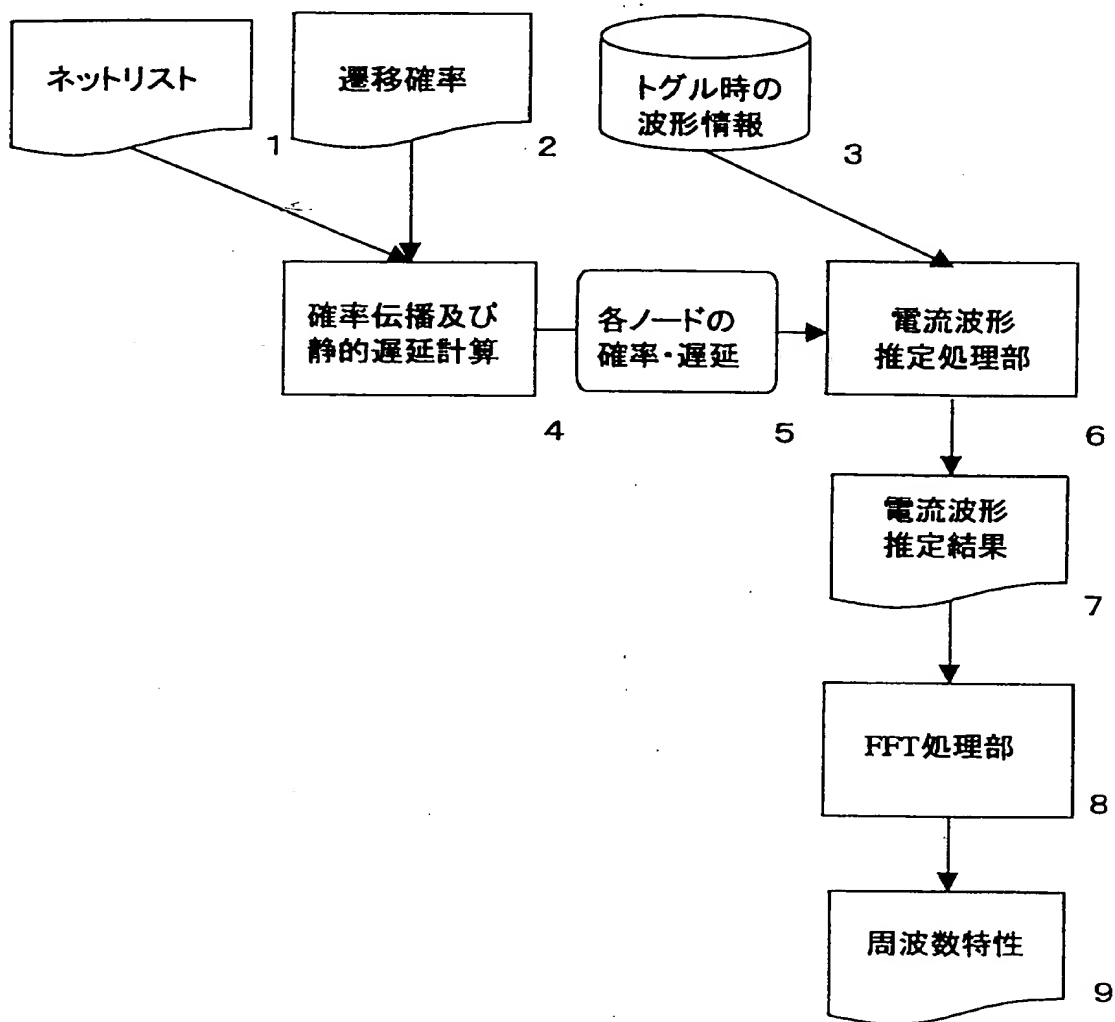 ネットリスト
1
遷移確率
2
トグル時の
波形情報
3
確率伝播及び
静的遅延計算
4
各ノードの
確率・遅延
5
電流波形
推定処理部
6
電流波形
推定結果
7
FFT処理部
8
周波数特性
9